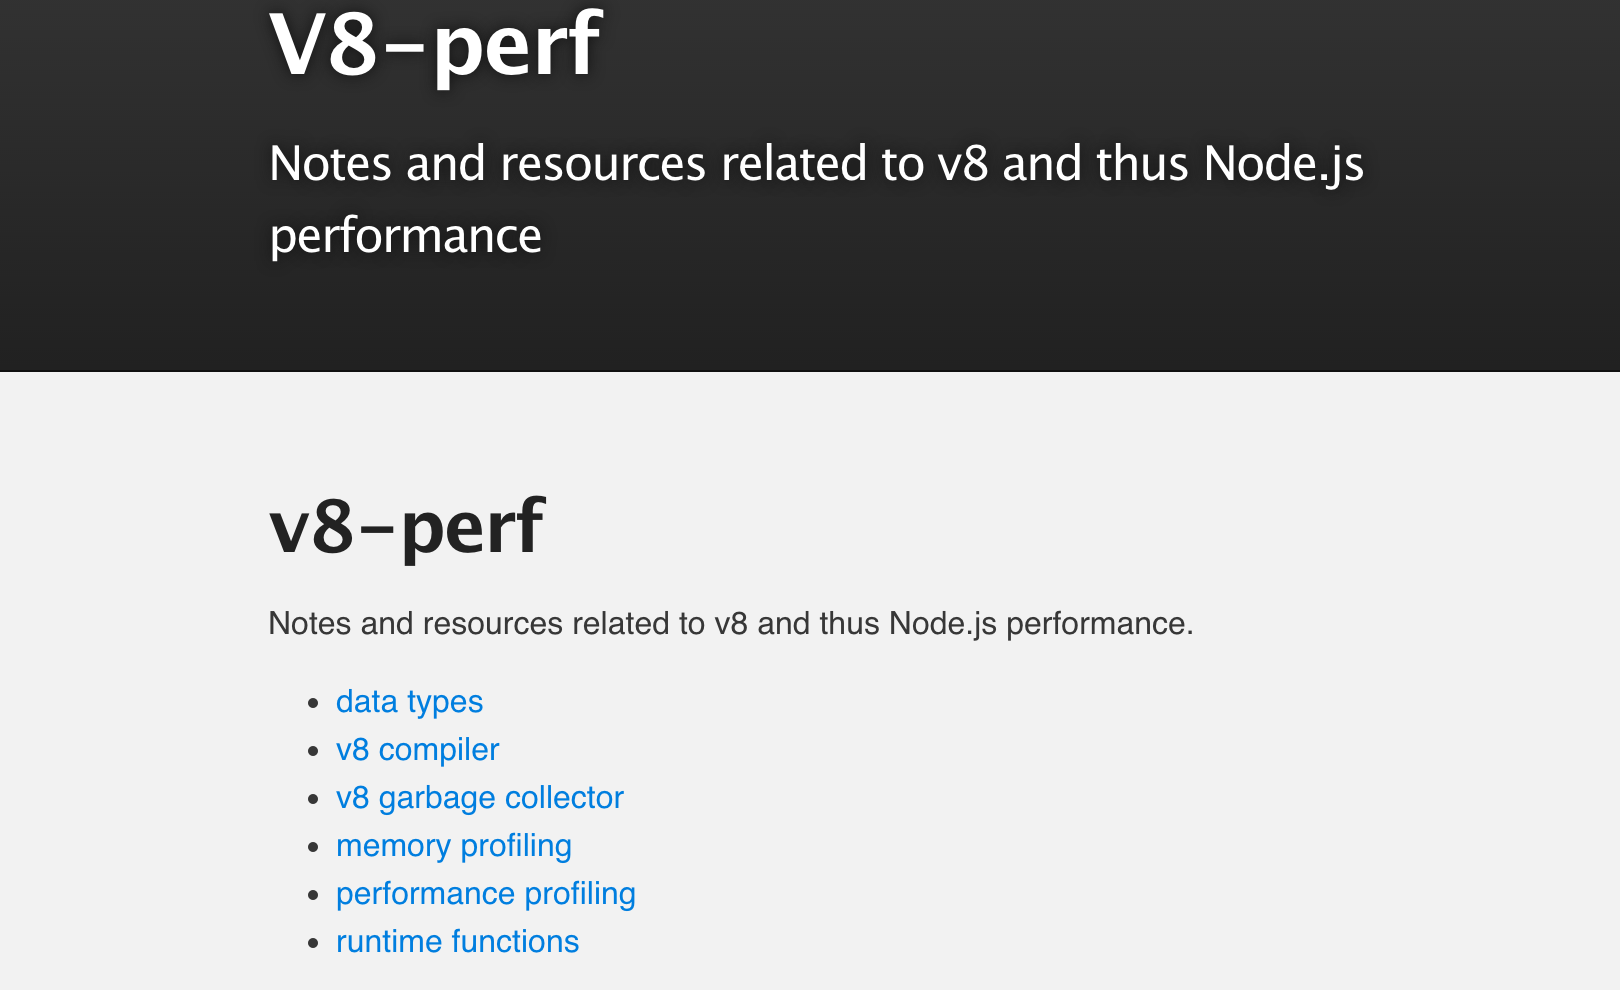 V8-perf
Notes and resources related to v8 and thus Node.js
performance
v8-perf
Notes and resources related to v8 and thus Node.js performance.
• data types
• v8 compiler
• v8 garbage collector
• memory profiling
• performance profiling
• runtime functions